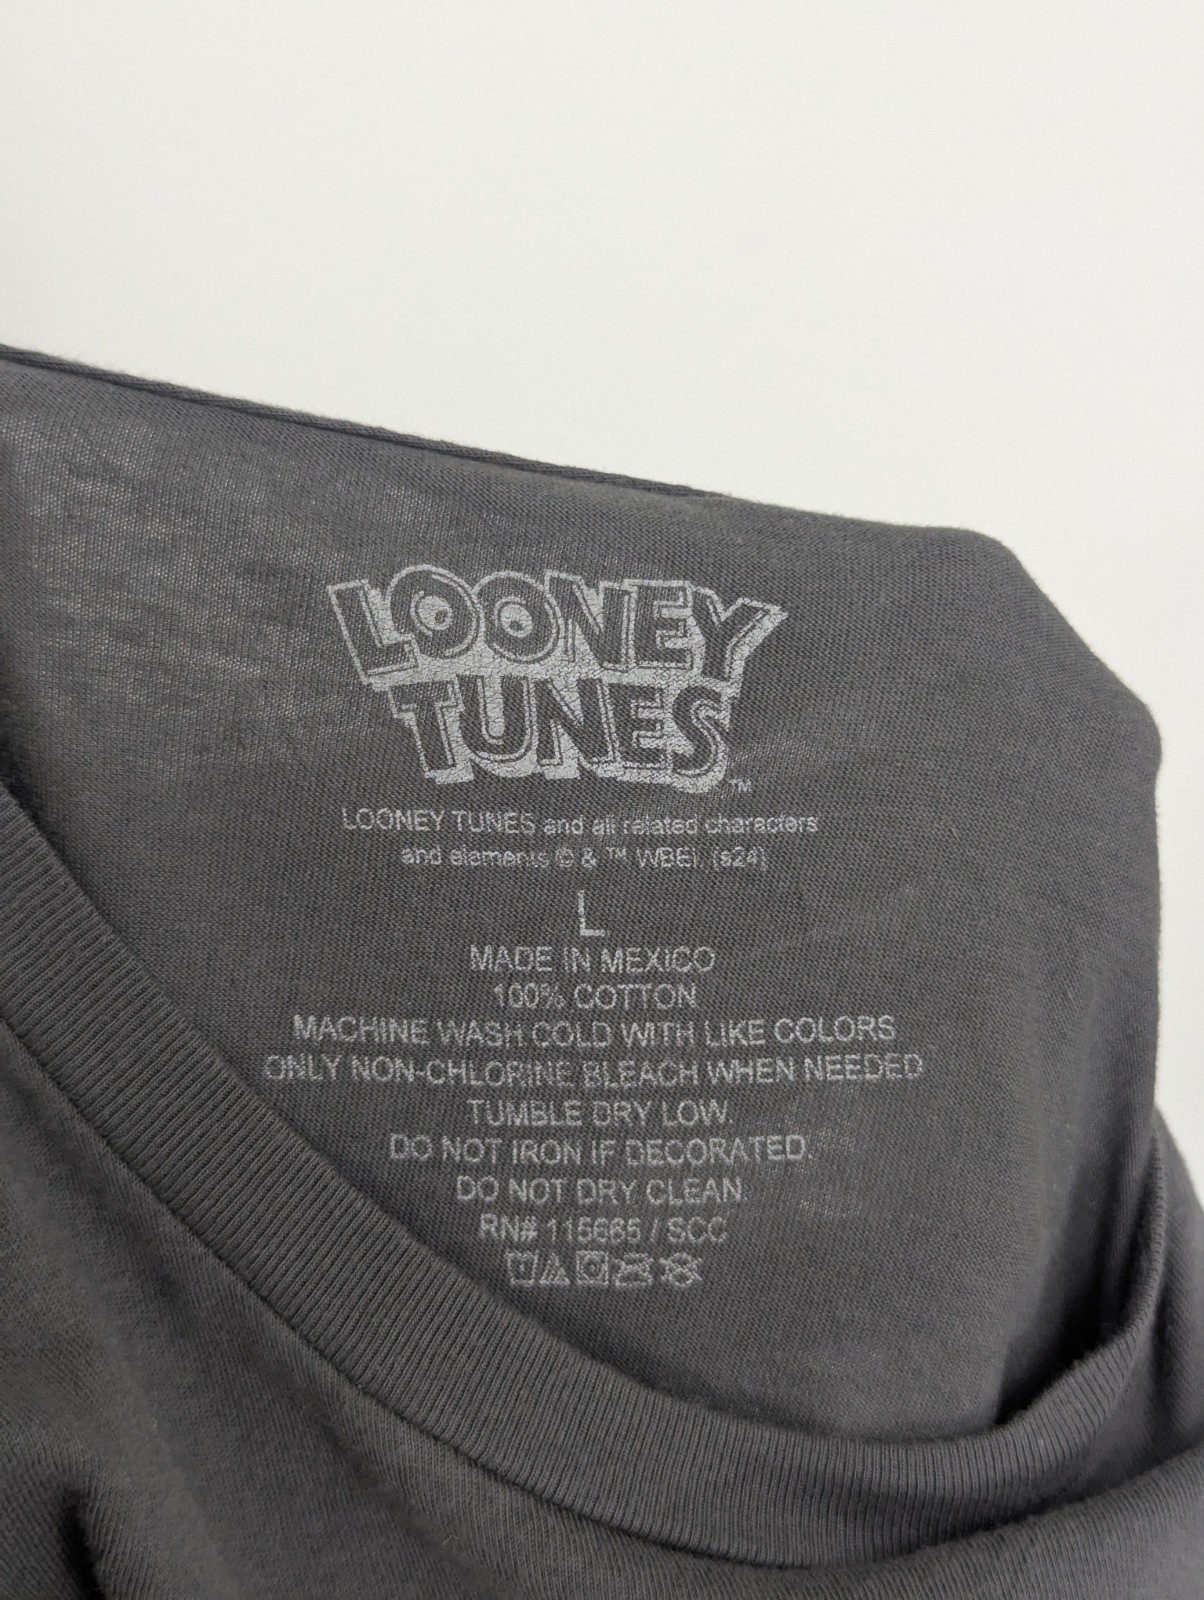 LOONEY
TUNES™
LOONEY TUNES and all related characters
and elements © & ™ WBEI. (s24)
L
MADE IN MEXICO
100% COTTON
MACHINE WASH COLD WITH LIKE COLORS
ONLY NON-CHLORINE BLEACH WHEN NEEDED
TUMBLE DRY LOW.
DO NOT IRON IF DECORATED.
DO NOT DRY CLEAN.
RN# 115665 / SCC